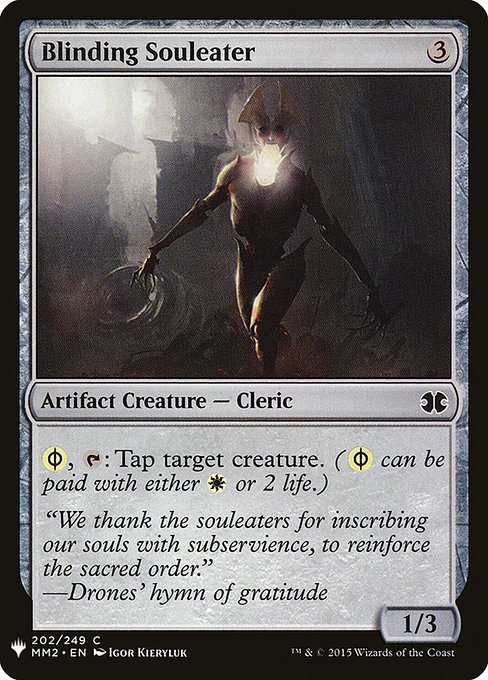 Blinding Souleater 3
Artifact Creature — Cleric
, : Tap target creature. ( can be
paid with either or 2 life.)
“We thank the souleaters for inscribing
our souls with subservience, to reinforce
the sacred order.”
—Drones’ hymn of gratitude
1/3
202/249 C
MM2 • EN Igor Kieryluk
™ & © 2015 Wizards of the Coast